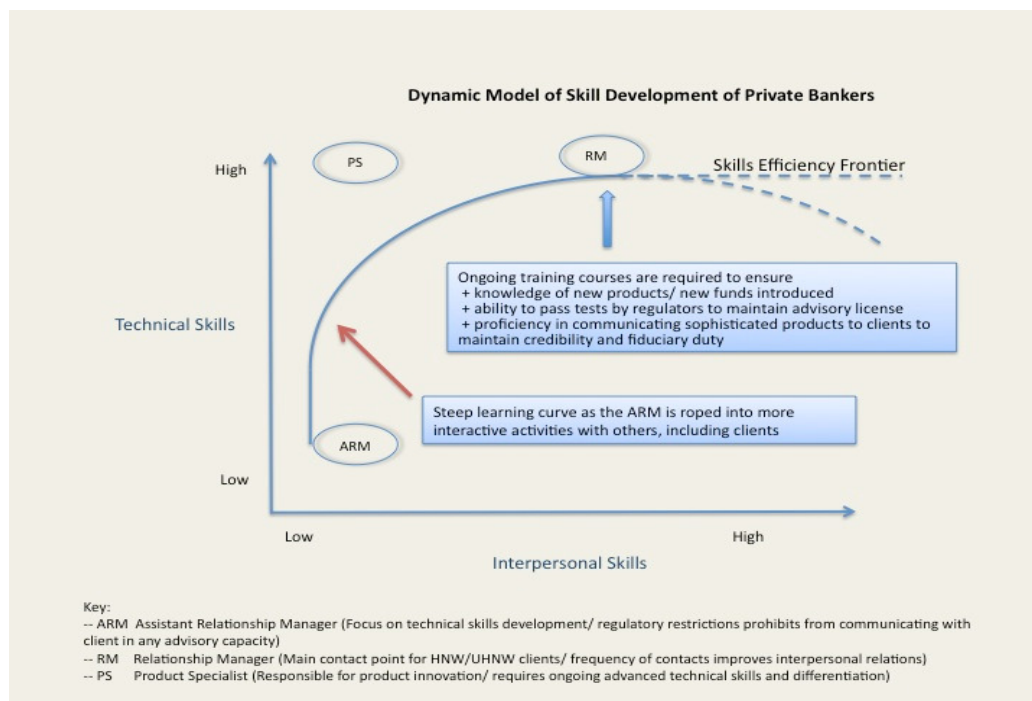 Dynamic Model of Skill Development of Private Bankers
PS
RM
High
Skills Efficiency Frontier
Ongoing training courses are required to ensure
+ knowledge of new products/ new funds introduced
+ ability to pass tests by regulators to maintain advisory license
+ proficiency in communicating sophisticated products to clients to
maintain credibility and fiduciary duty
Technical Skills
Steep learning curve as the ARM is roped into more
interactive activities with others, including clients
ARM
Low
Low
High
Interpersonal Skills
Key:
-- ARM Assistant Relationship Manager (Focus on technical skills development/ regulatory restrictions prohibits from communicating with
client in any advisory capacity)
-- RM Relationship Manager (Main contact point for HNW/UHNW clients/ frequency of contacts improves interpersonal relations)
-- PS Product Specialist (Responsible for product innovation/ requires ongoing advanced technical skills and differentiation)